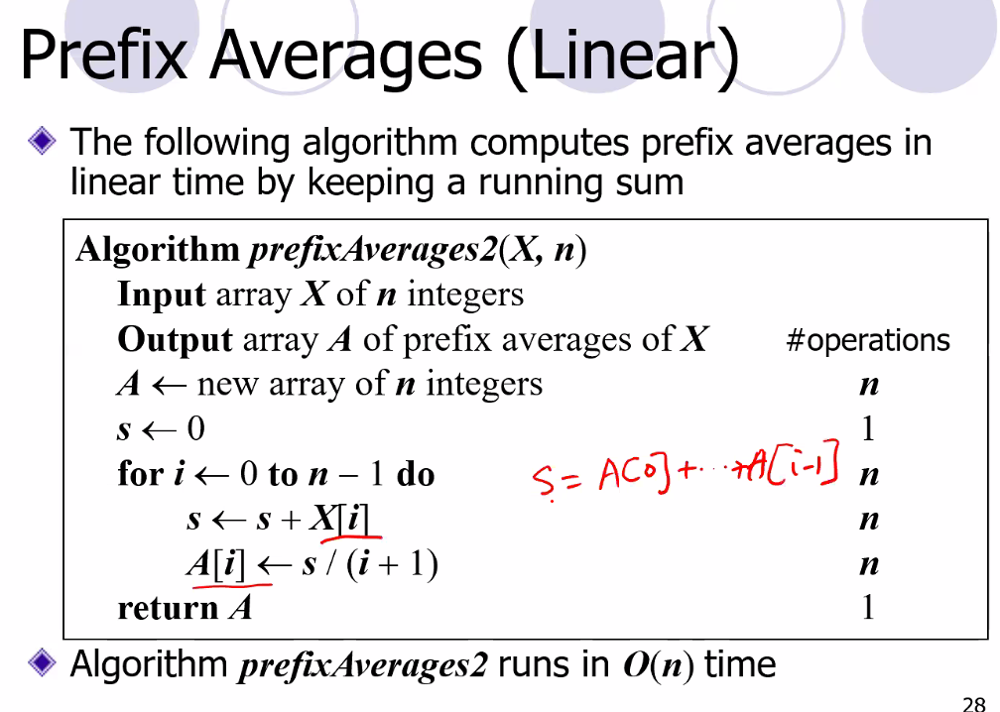 Prefix Averages (Linear)
The following algorithm computes prefix averages in
linear time by keeping a running sum
Algorithm prefixAverages2(X, n)
Input array X of n integers
Output array A of prefix averages of X #operations
A ← new array of n integers n
s ← 0 1
for i ← 0 to n − 1 do n
S = A[0]+···+A[i-1]
s ← s + X[i] n
A[i] ← s / (i + 1) n
return A 1
Algorithm prefixAverages2 runs in O(n) time
28